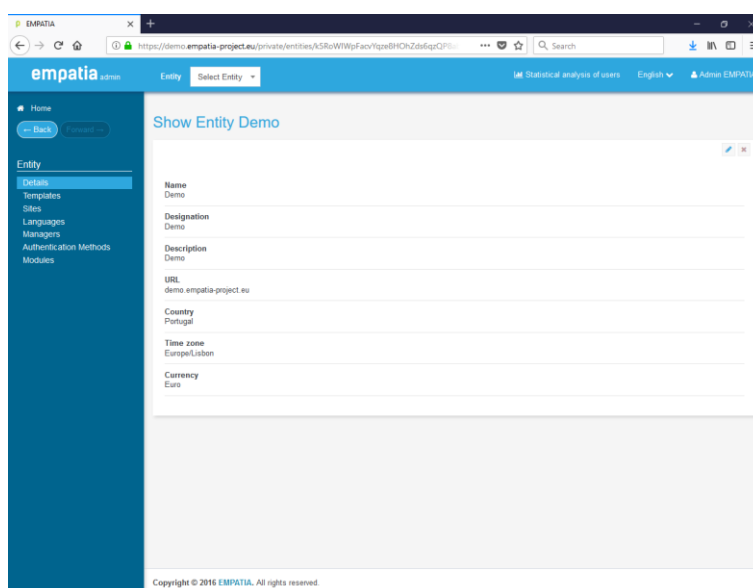 EMPATIA
https://demo.empatia-project.eu/private/entities/
Search
empatia admin
Entity
Select Entity
Statistical analysis of users
English
Admin EMPATIA
Home
← Back
Forward →
Entity
Details
Templates
Sites
Languages
Managers
Authentication Methods
Modules
Show Entity Demo
Name
Demo
Designation
Demo
Description
Demo
URL
demo.empatia-project.eu
Country
Portugal
Time zone
Europe/Lisbon
Currency
Euro
Copyright © 2016 EMPATIA. All rights reserved.